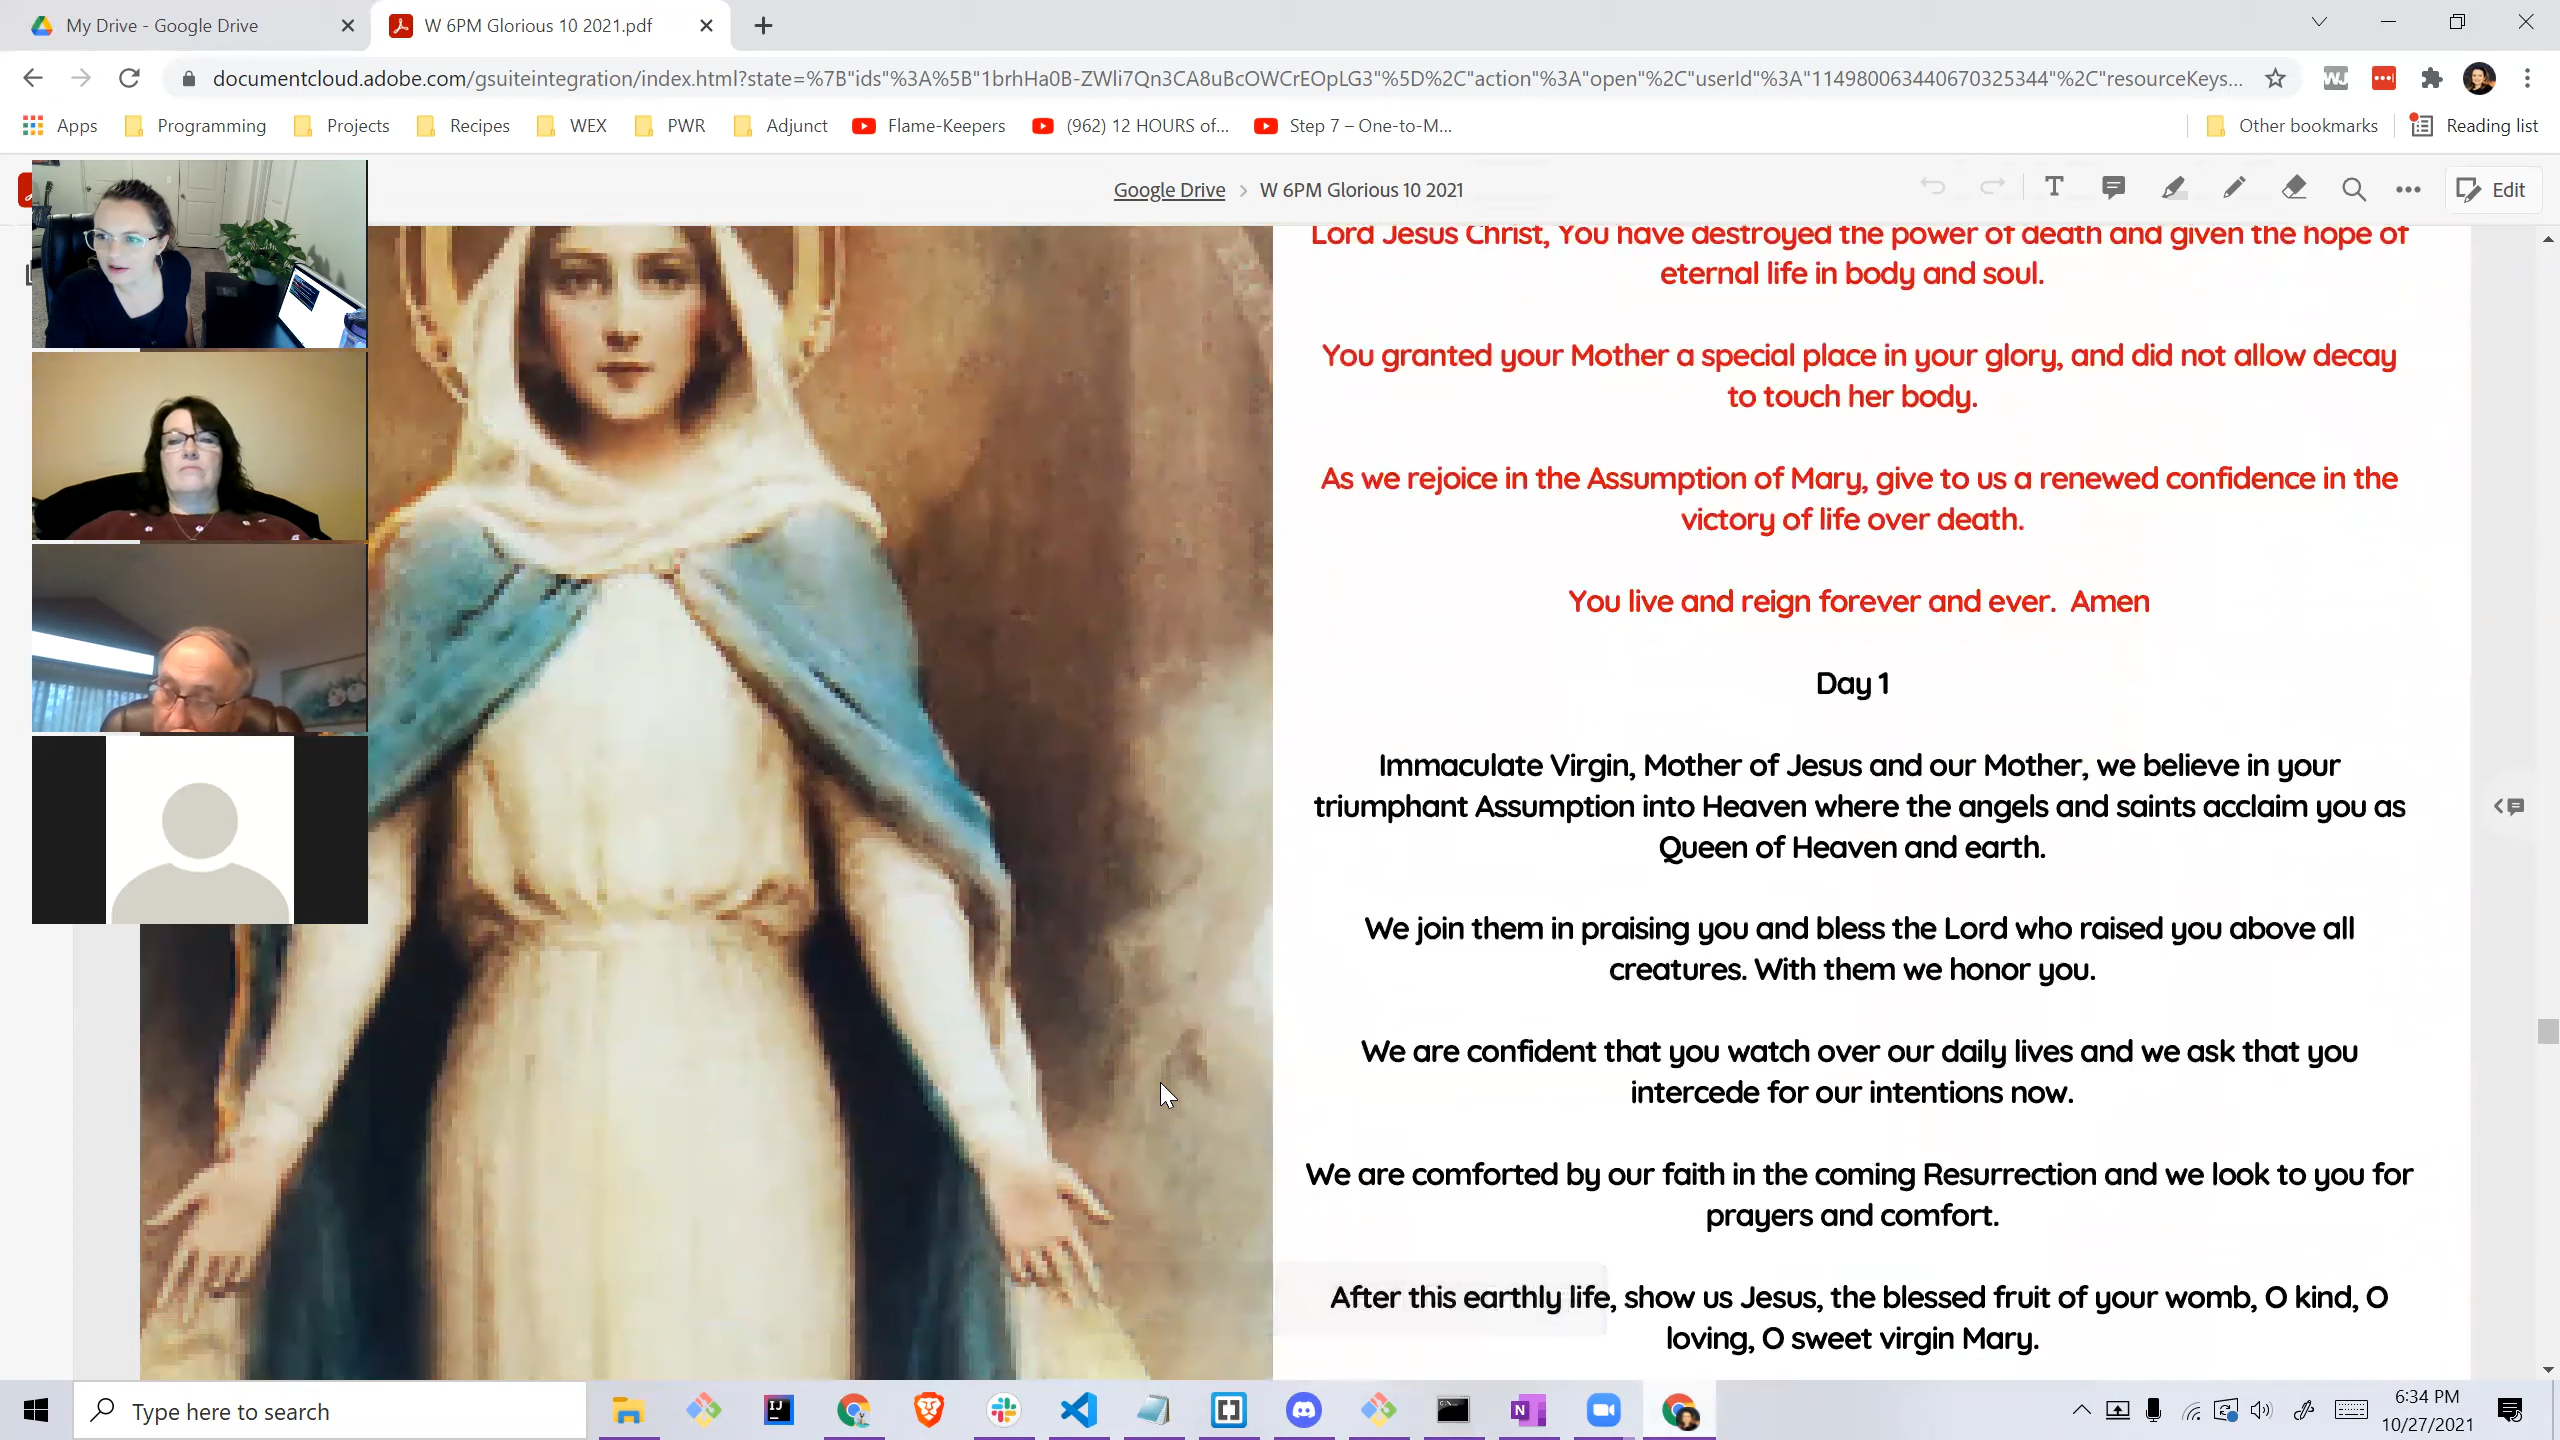 My Drive - Google Drive
W 6PM Glorious 10 2021.pdf
documentcloud.adobe.com/gsuiteintegration/index.html?state=%7B"ids"%3A%5B"1brhHa0B-ZWli7Qn3CA8uBcOWCrEOpLG3"%5D%2C"action"%3A"open"%2C"userId"%3A"114980063440670325344"%2C"resourceKeys...
Apps
Programming
Projects
Recipes
WEX
PWR
Adjunct
Flame-Keepers
(962) 12 HOURS of...
Step 7 – One-to-M...
Other bookmarks
Reading list
Google Drive > W 6PM Glorious 10 2021
Edit
Lord Jesus Christ, You have destroyed the power of death and given the hope of
eternal life in body and soul.
You granted your Mother a special place in your glory, and did not allow decay
to touch her body.
As we rejoice in the Assumption of Mary, give to us a renewed confidence in the
victory of life over death.
You live and reign forever and ever. Amen
Day 1
Immaculate Virgin, Mother of Jesus and our Mother, we believe in your
triumphant Assumption into Heaven where the angels and saints acclaim you as
Queen of Heaven and earth.
We join them in praising you and bless the Lord who raised you above all
creatures. With them we honor you.
We are confident that you watch over our daily lives and we ask that you
intercede for our intentions now.
We are comforted by our faith in the coming Resurrection and we look to you for
prayers and comfort.
After this earthly life, show us Jesus, the blessed fruit of your womb, O kind, O
loving, O sweet virgin Mary.
Type here to search
6:34 PM
10/27/2021